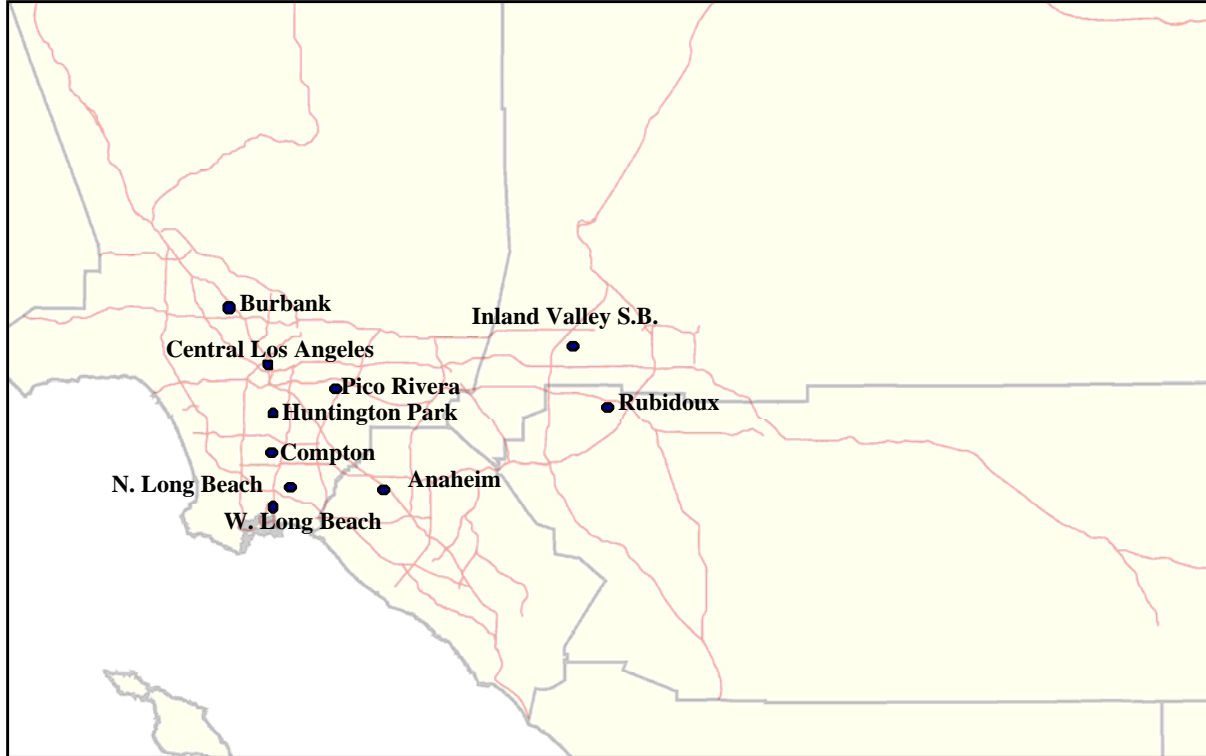 Burbank
Inland Valley S.B.
Central Los Angeles
Pico Rivera
Rubidoux
Huntington Park
Compton
Anaheim
N. Long Beach
W. Long Beach